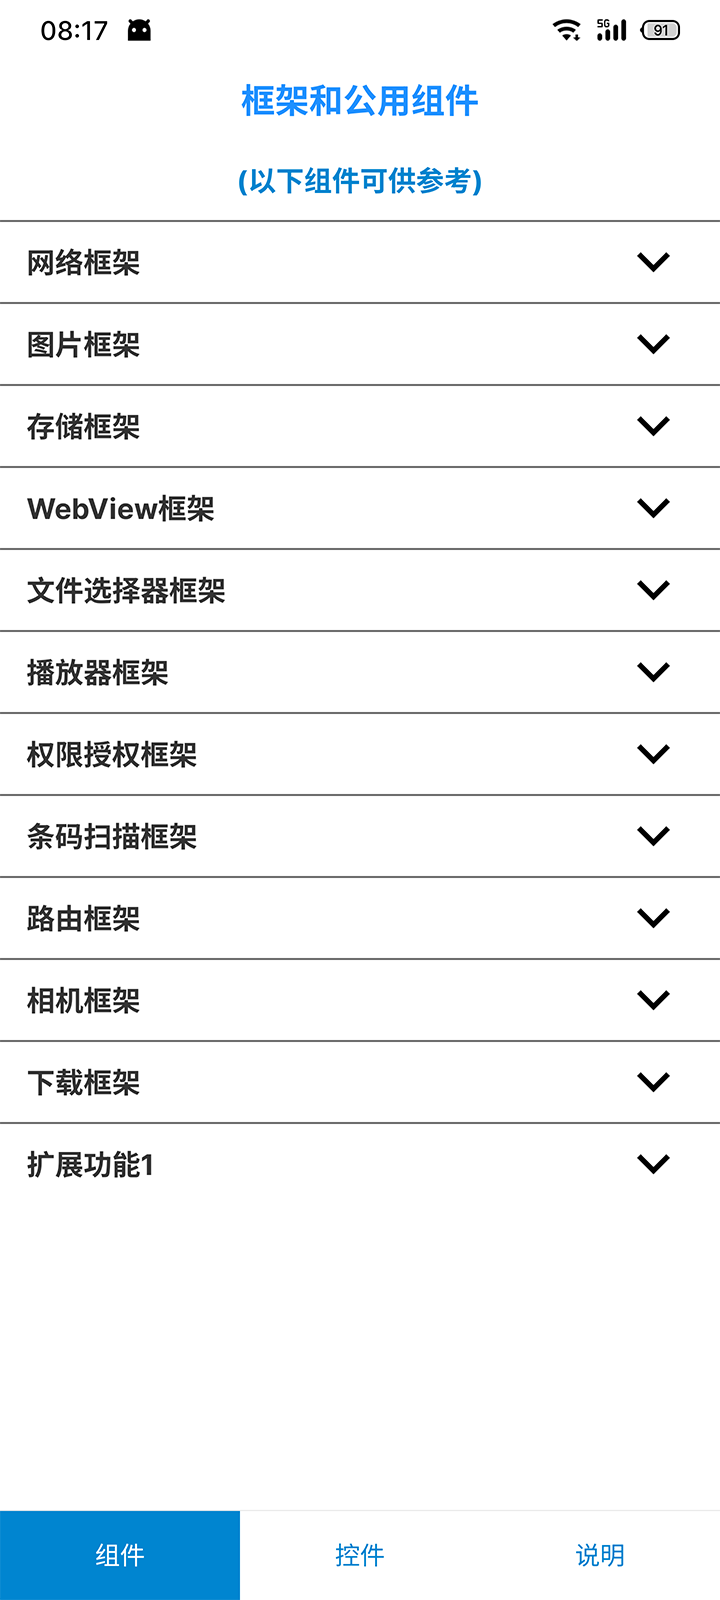 08:17
5G
91
框架和公用组件
(以下组件可供参考)
网络框架
图片框架
存储框架
WebView框架
文件选择器框架
播放器框架
权限授权框架
条码扫描框架
路由框架
相机框架
下载框架
扩展功能1
组件 控件 说明